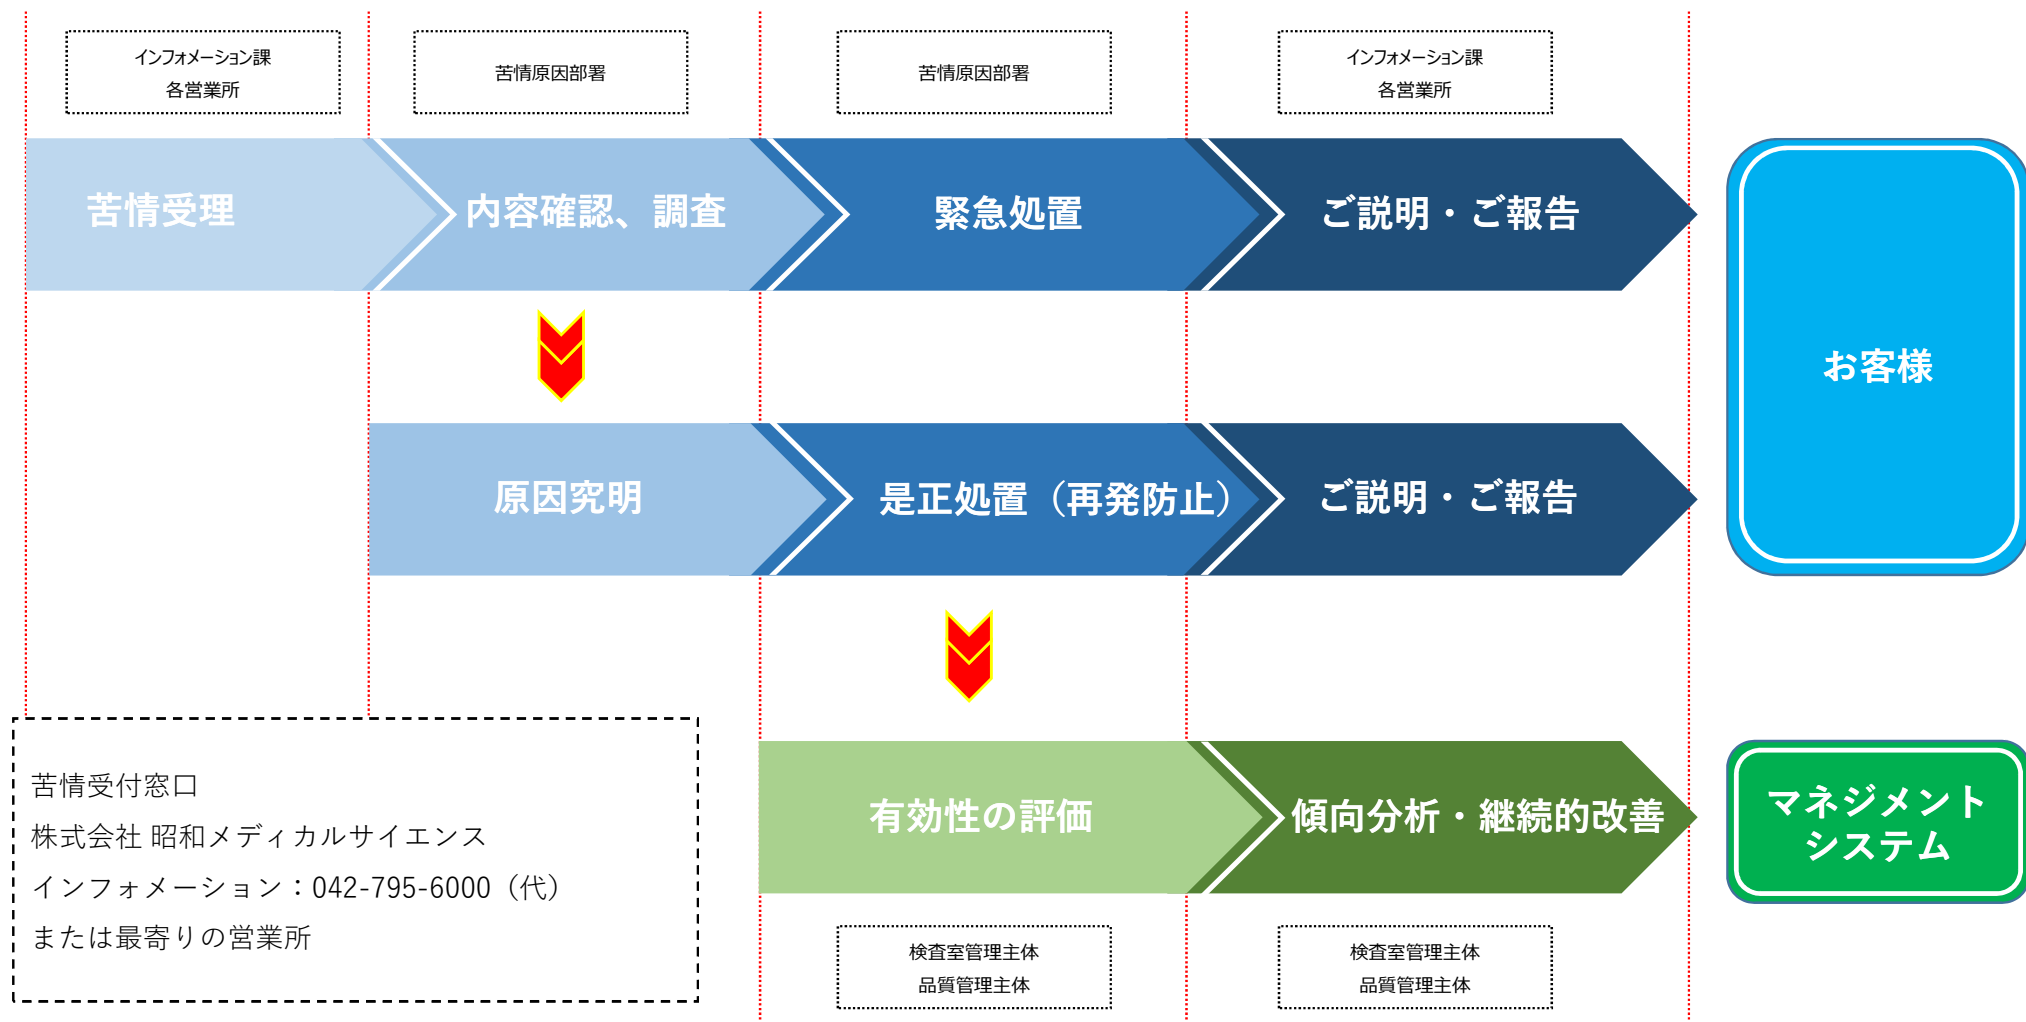 インフォメーション課
各営業所
苦情原因部署
苦情原因部署
インフォメーション課
各営業所
苦情受理
内容確認、調査
緊急処置
ご説明・ご報告
お客様
原因究明
是正処置（再発防止）
ご説明・ご報告
有効性の評価
傾向分析・継続的改善
マネジメント
システム
苦情受付窓口
株式会社 昭和メディカルサイエンス
インフォメーション：042-795-6000（代）
または最寄りの営業所
検査室管理主体
品質管理主体
検査室管理主体
品質管理主体